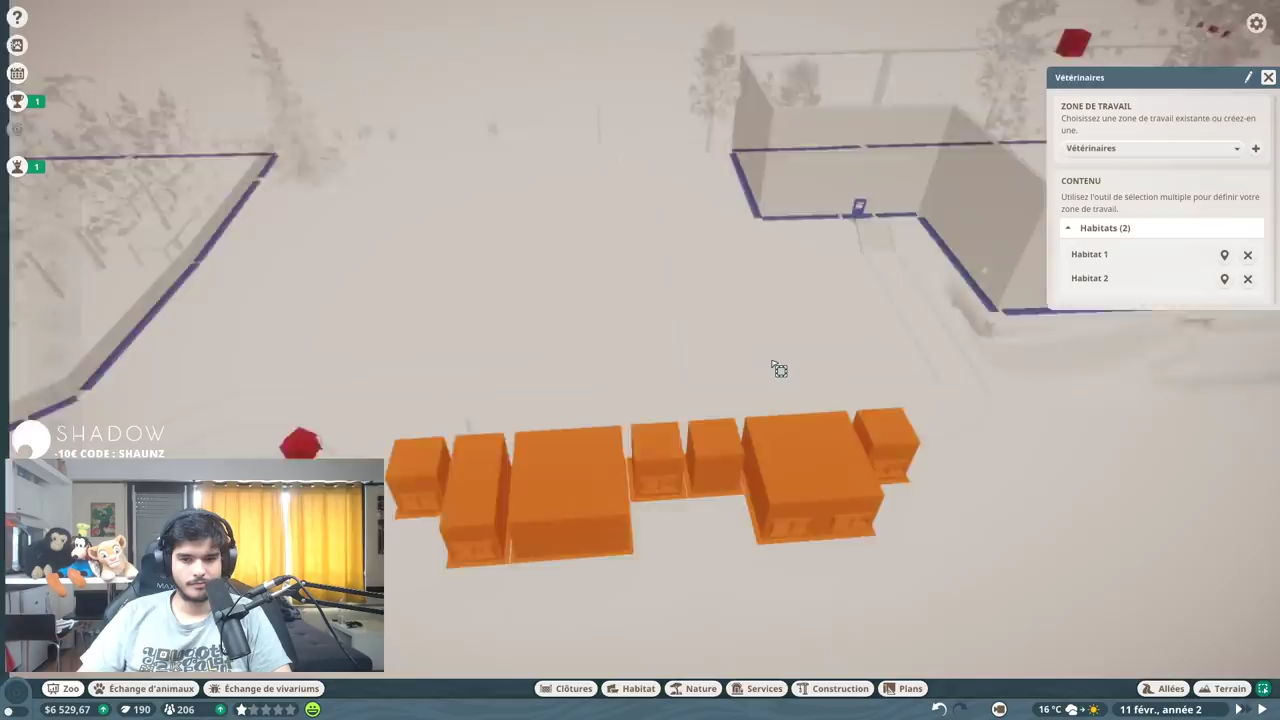 ?
Vétérinaires
ZONE DE TRAVAIL
Choisissez une zone de travail existante ou créez-en
une.
Vétérinaires
CONTENU
Utilisez l'outil de sélection multiple pour définir votre
zone de travail.
Habitats (2)
Habitat 1
Habitat 2
1
1
SHADOW
-10€ CODE : SHAUNZ
Zoo
Échange d'animaux
Échange de vivariums
Clôtures
Habitat
Nature
Services
Construction
Plans
Allées
Terrain
$6 529,67
190
206
16 °C
11 févr., année 2